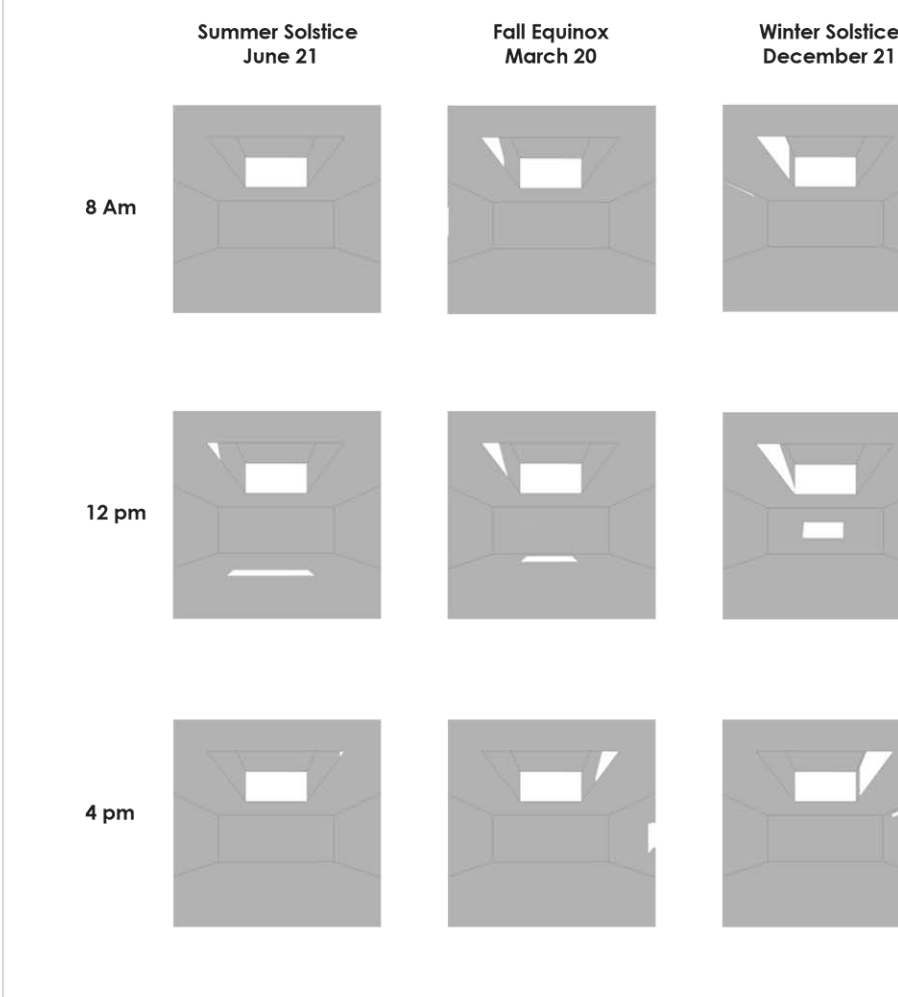 Summer Solstice
June 21
Fall Equinox
March 20
Winter Solstice
December 21
8 Am
12 pm
4 pm